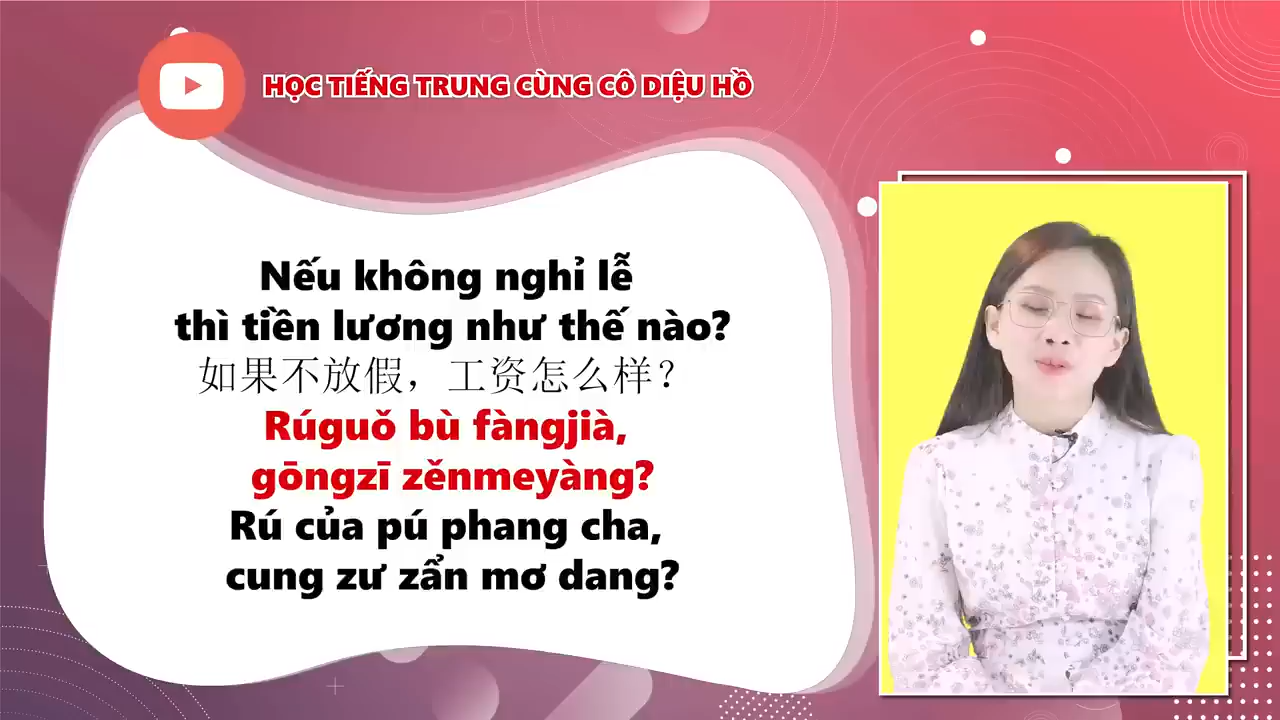 HỌC TIẾNG TRUNG CÙNG CÔ DIỆU HỒ
Nếu không nghỉ lễ
thì tiền lương như thế nào?
如果不放假，工资怎么样？
Rúguǒ bù fàngjià,
gōngzī zěnmeyàng?
Rú của pú phang cha,
cung zư zẩn mơ dang?